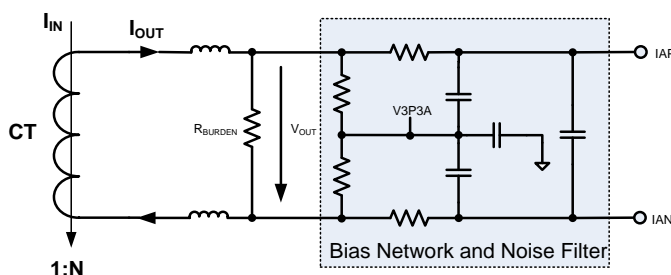 IIN
IOUT
IAP
V3P3A
CT
RBURDEN
VOUT
IAN
Bias Network and Noise Filter
1:N